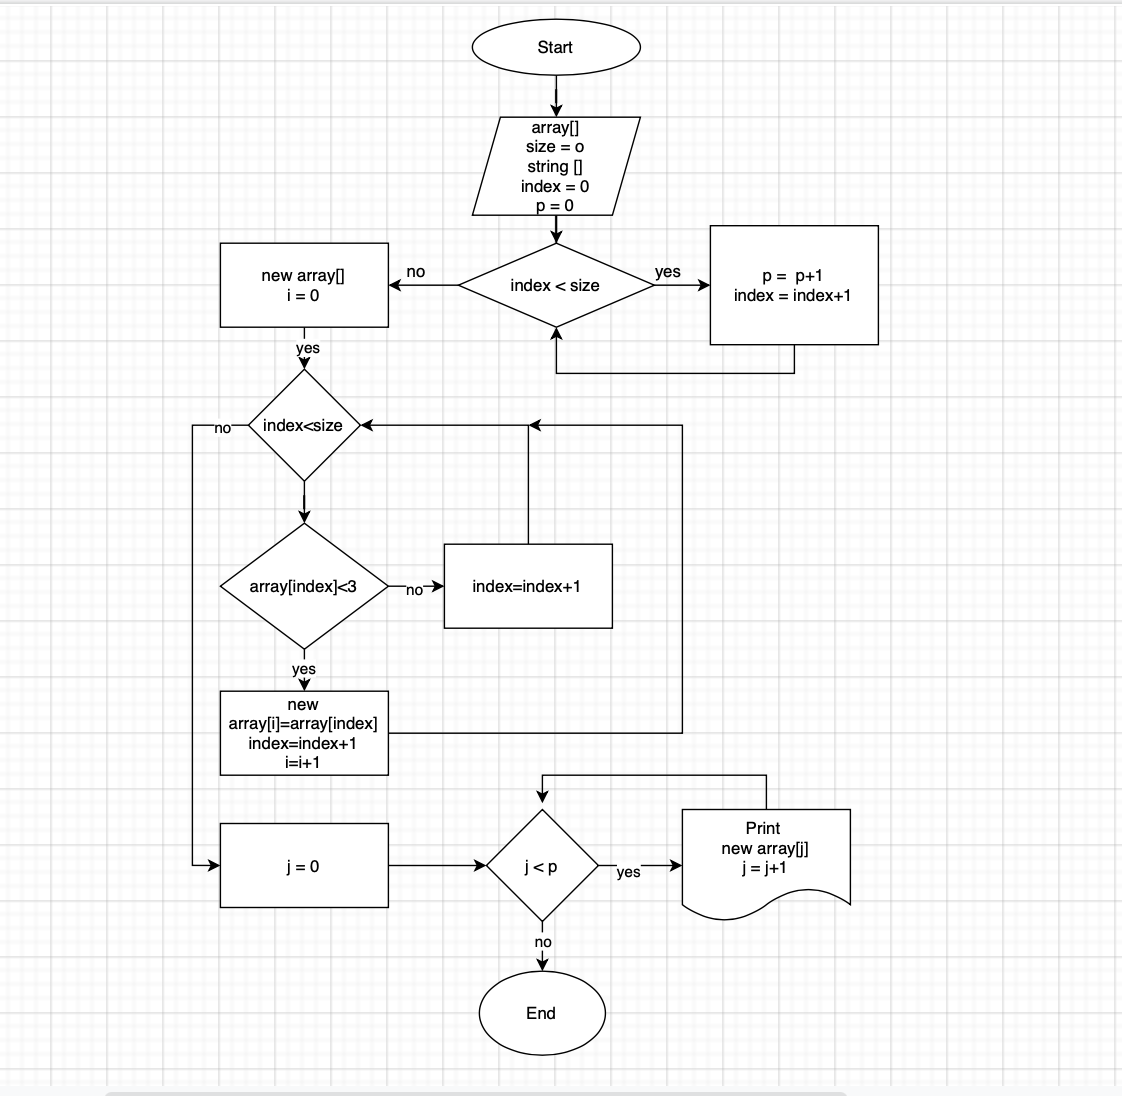 Start
array[]
size = o
string []
index = 0
p = 0
index < size
no
yes
new array[]
i = 0
p = p+1
index = index+1
yes
index<size
no
array[index]<3
no
index=index+1
yes
new
array[i]=array[index]
index=index+1
i=i+1
j = 0
j < p
yes
Print
new array[j]
j = j+1
no
End